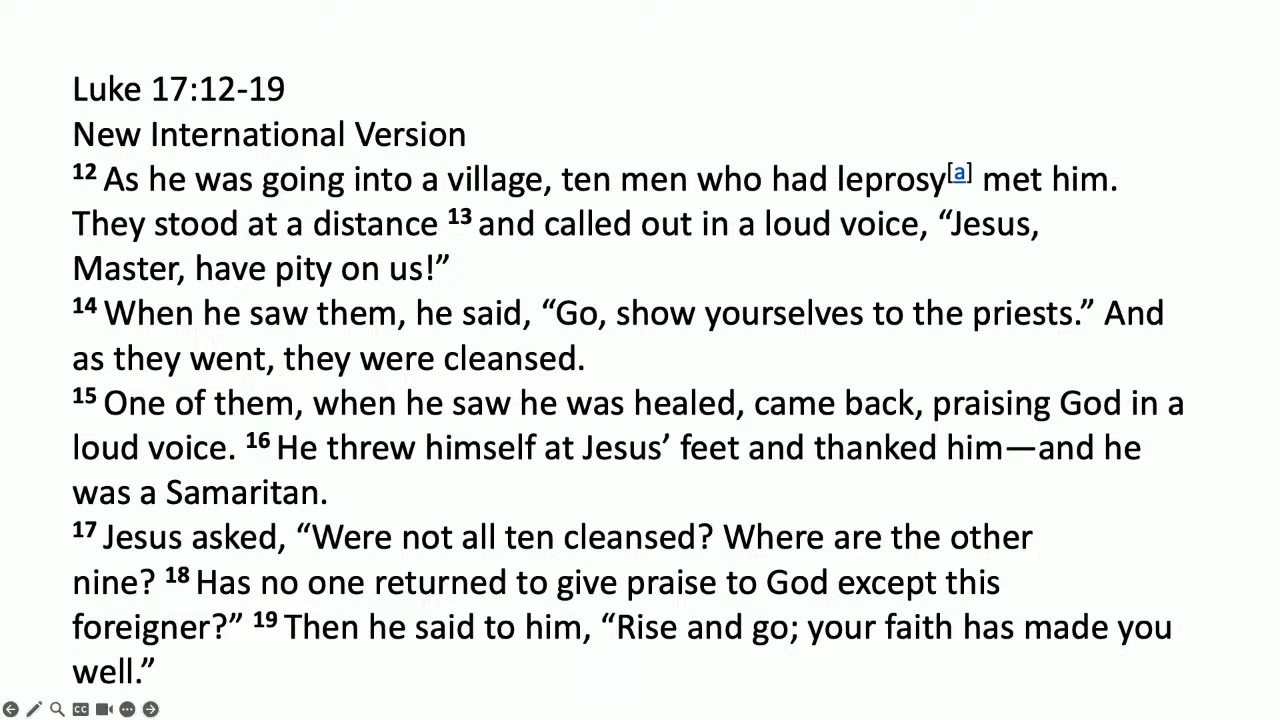 Luke 17:12-19
New International Version
12 As he was going into a village, ten men who had leprosy[a] met him.
They stood at a distance 13 and called out in a loud voice, “Jesus,
Master, have pity on us!”
14 When he saw them, he said, “Go, show yourselves to the priests.” And
as they went, they were cleansed.
15 One of them, when he saw he was healed, came back, praising God in a
loud voice. 16 He threw himself at Jesus’ feet and thanked him—and he
was a Samaritan.
17 Jesus asked, “Were not all ten cleansed? Where are the other
nine? 18 Has no one returned to give praise to God except this
foreigner?” 19 Then he said to him, “Rise and go; your faith has made you
well.”
CC